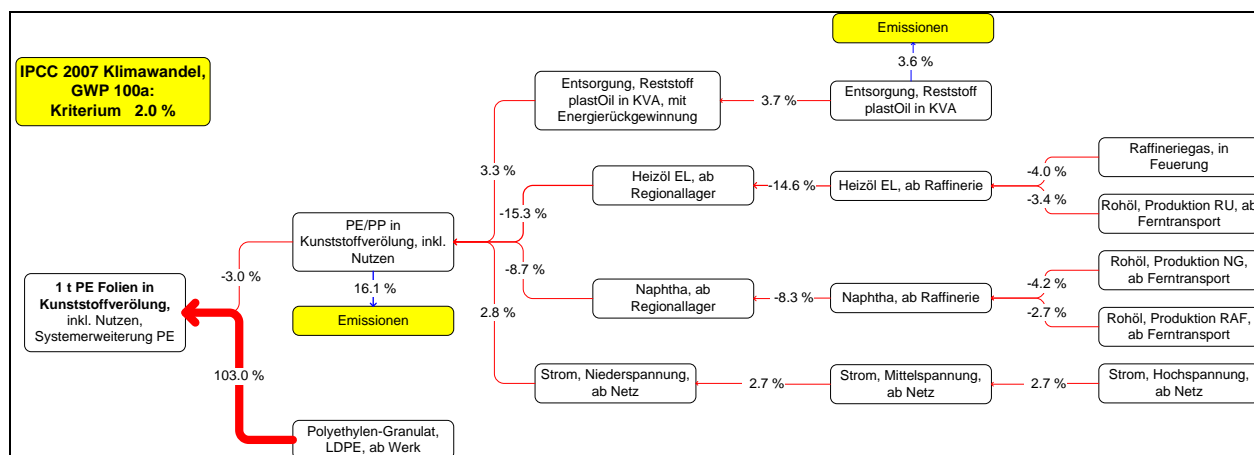 Emissionen
3.6 %
IPCC 2007 Klimawandel,
GWP 100a:
Kriterium 2.0 %
Entsorgung, Reststoff
plastOil in KVA, mit
Energierückgewinnung
3.7 %
Entsorgung, Reststoff
plastOil in KVA
3.3 %
Heizöl EL, ab
Regionallager
-14.6 %
Heizöl EL, ab Raffinerie
-4.0 %
Raffineriegas, in
Feuerung
-3.4 %
Rohöl, Produktion RU, ab
Ferntransport
-15.3 %
PE/PP in
Kunststoffverölung, inkl.
Nutzen
-3.0 %
16.1 %
Emissionen
-8.7 %
Naphtha, ab
Regionallager
-8.3 %
Naphtha, ab Raffinerie
-4.2 %
Rohöl, Produktion NG,
ab Ferntransport
-2.7 %
Rohöl, Produktion RAF,
ab Ferntransport
1 t PE Folien in
Kunststoffverölung,
inkl. Nutzen,
Systemerweiterung PE
2.8 %
Strom, Niederspannung,
ab Netz
2.7 %
Strom, Mittelspannung,
ab Netz
2.7 %
Strom, Hochspannung,
ab Netz
103.0 %
Polyethylen-Granulat,
LDPE, ab Werk